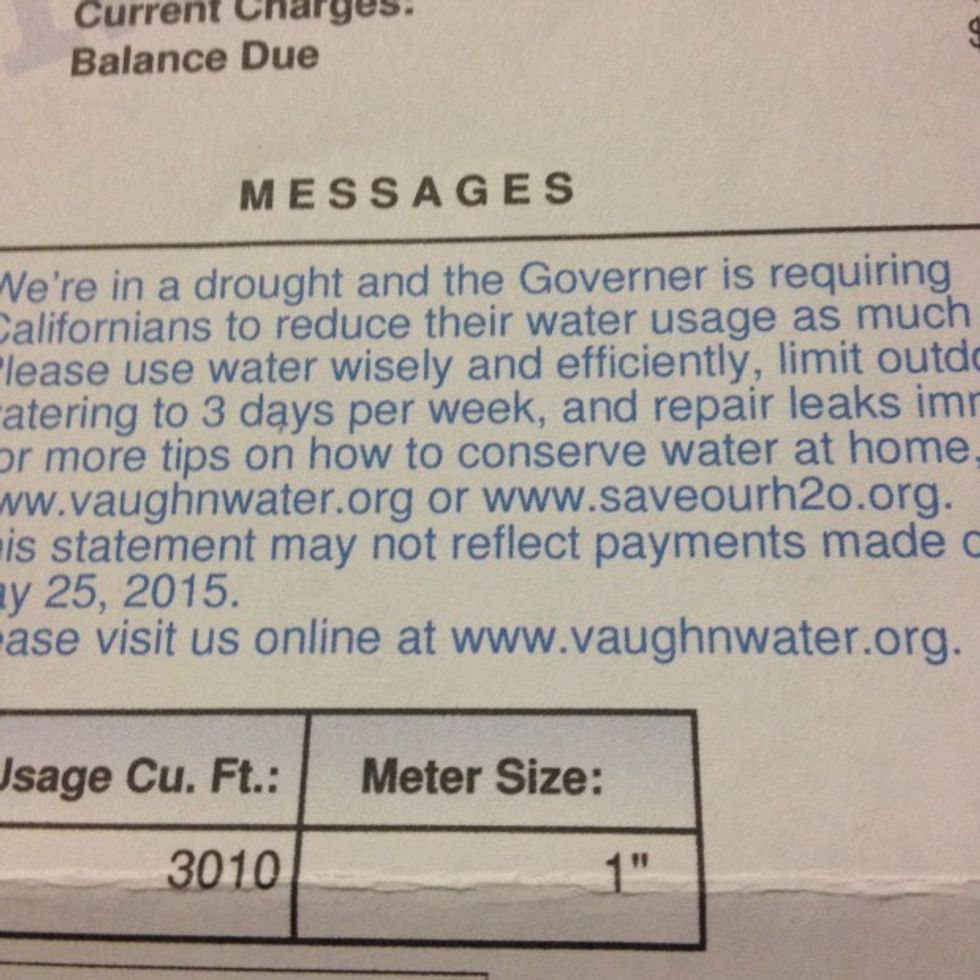 Current Charges:
Balance Due
$
MESSAGES
We're in a drought and the Governer is requiring
Californians to reduce their water usage as much
Please use water wisely and efficiently, limit outdo
atering to 3 days per week, and repair leaks imm
or more tips on how to conserve water at home,
ww.vaughnwater.org or www.saveourh2o.org.
is statement may not reflect payments made o
ay 25, 2015.
ease visit us online at www.vaughnwater.org.
Usage Cu. Ft.: Meter Size:
3010 1"